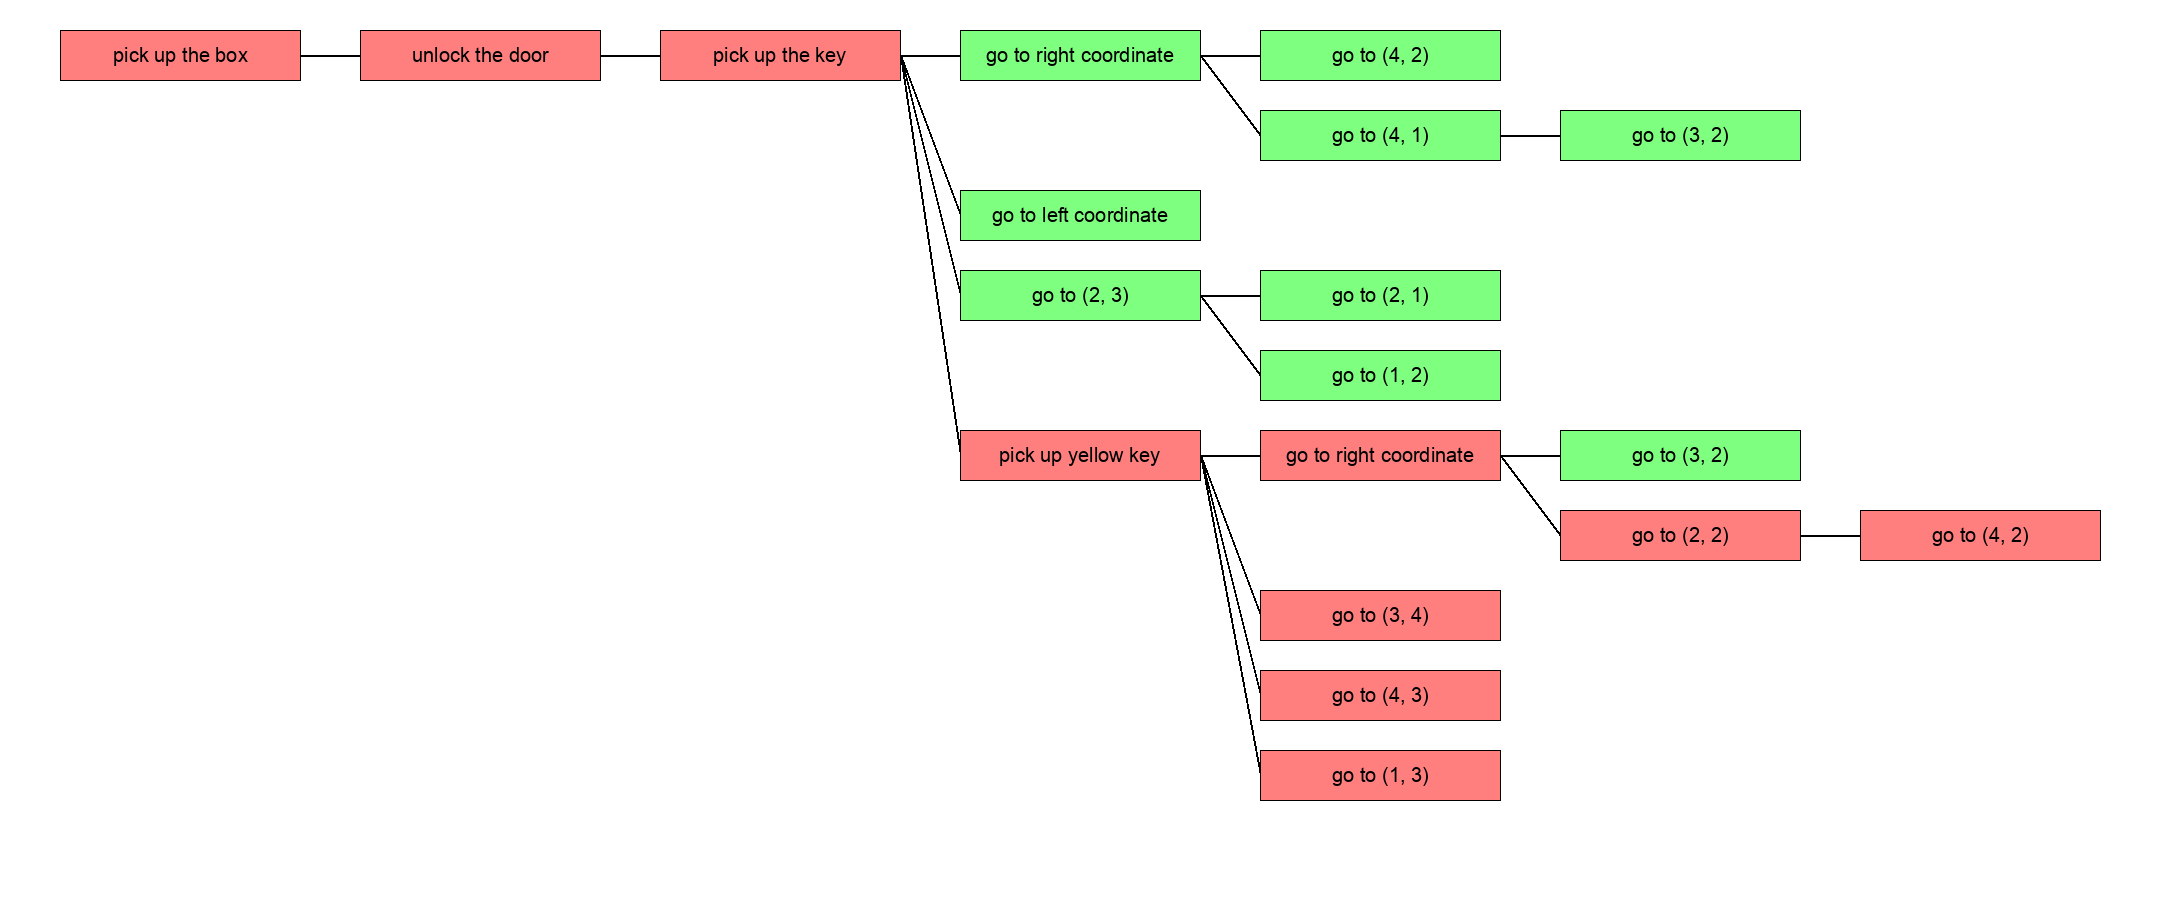 pick up the box
unlock the door
pick up the key
go to right coordinate
go to (4, 2)
go to (4, 1)
go to (3, 2)
go to left coordinate
go to (2, 3)
go to (2, 1)
go to (1, 2)
pick up yellow key
go to right coordinate
go to (3, 2)
go to (2, 2)
go to (4, 2)
go to (3, 4)
go to (4, 3)
go to (1, 3)